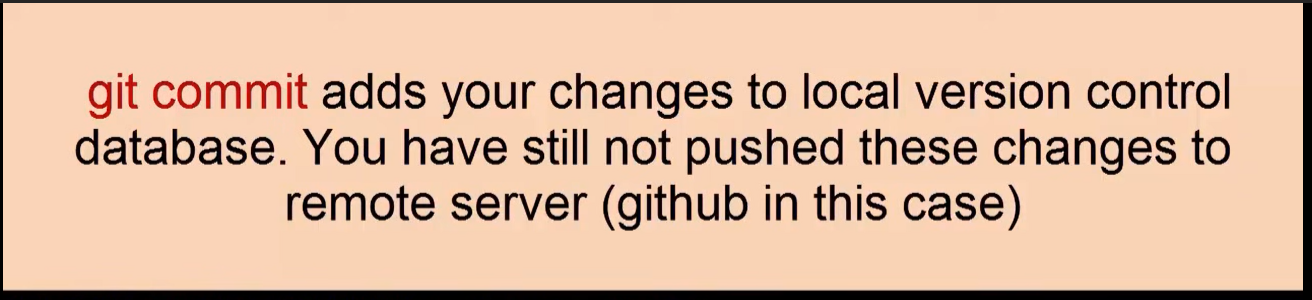 git commit adds your changes to local version control
database. You have still not pushed these changes to
remote server (github in this case)